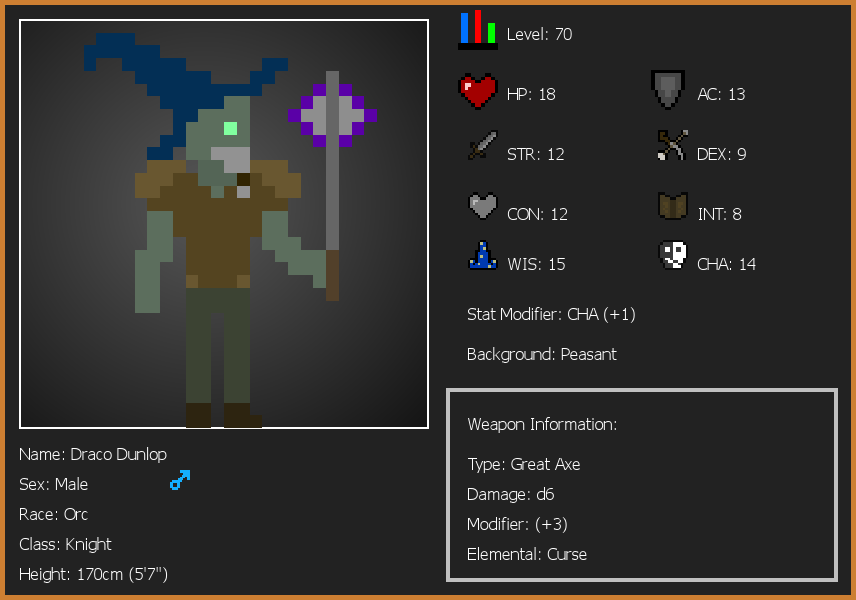 Level: 70
HP: 18
AC: 13
STR: 12
DEX: 9
CON: 12
INT: 8
WIS: 15
CHA: 14
Stat Modifier: CHA (+1)
Background: Peasant
Weapon Information:
Type: Great Axe
Damage: d6
Modifier: (+3)
Elemental: Curse
Name: Draco Dunlop
Sex: Male
Race: Orc
Class: Knight
Height: 170cm (5'7")